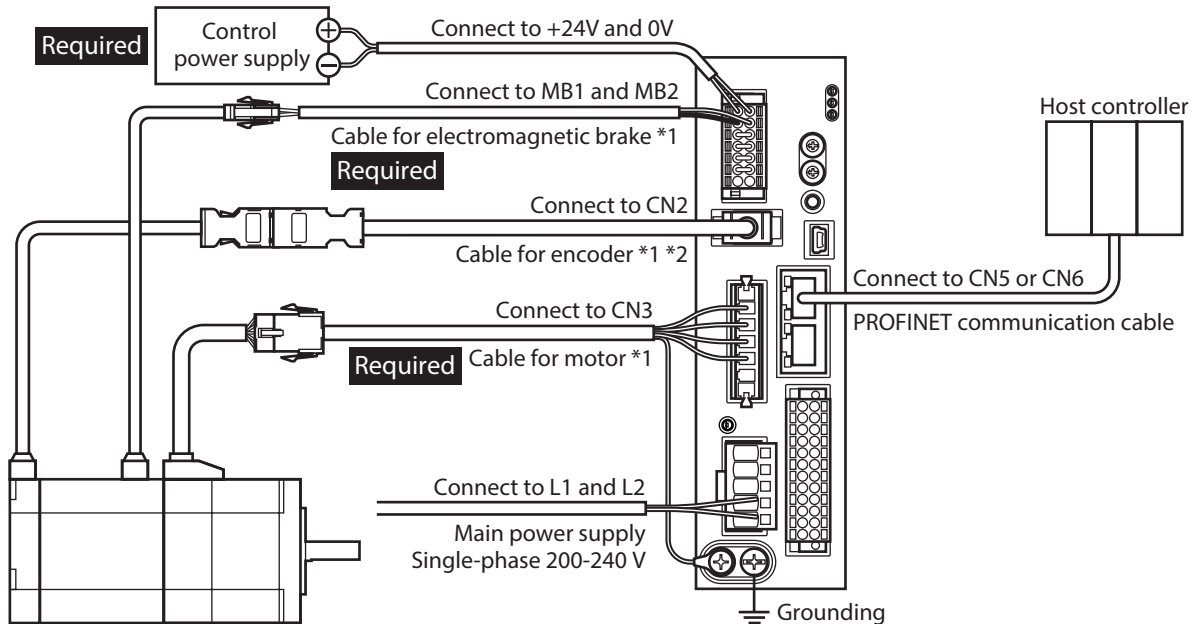 Required
Control
power supply
Connect to +24V and 0V
Connect to MB1 and MB2
Cable for electromagnetic brake *1
Required
Connect to CN2
Cable for encoder *1 *2
Connect to CN3
Required
Cable for motor *1
Connect to L1 and L2
Main power supply
Single-phase 200-240 V
Grounding
Host controller
Connect to CN5 or CN6
PROFINET communication cable